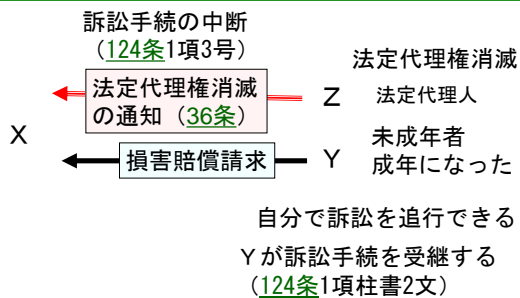 訴訟手続の中断
（124条1項3号）
法定代理権消滅
法定代理権消滅
の通知（36条）
Z 法定代理人
X
未成年者
損害賠償請求
Y 成年になった
自分で訴訟を追行できる
Yが訴訟手続を受継する
（124条1項柱書2文）